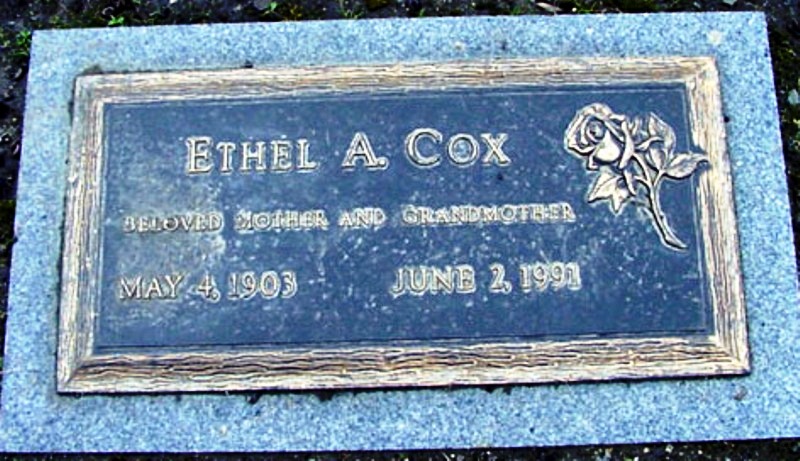 ETHEL A. COX
BELOVED MOTHER AND GRANDMOTHER
MAY 4, 1903 JUNE 2, 1991